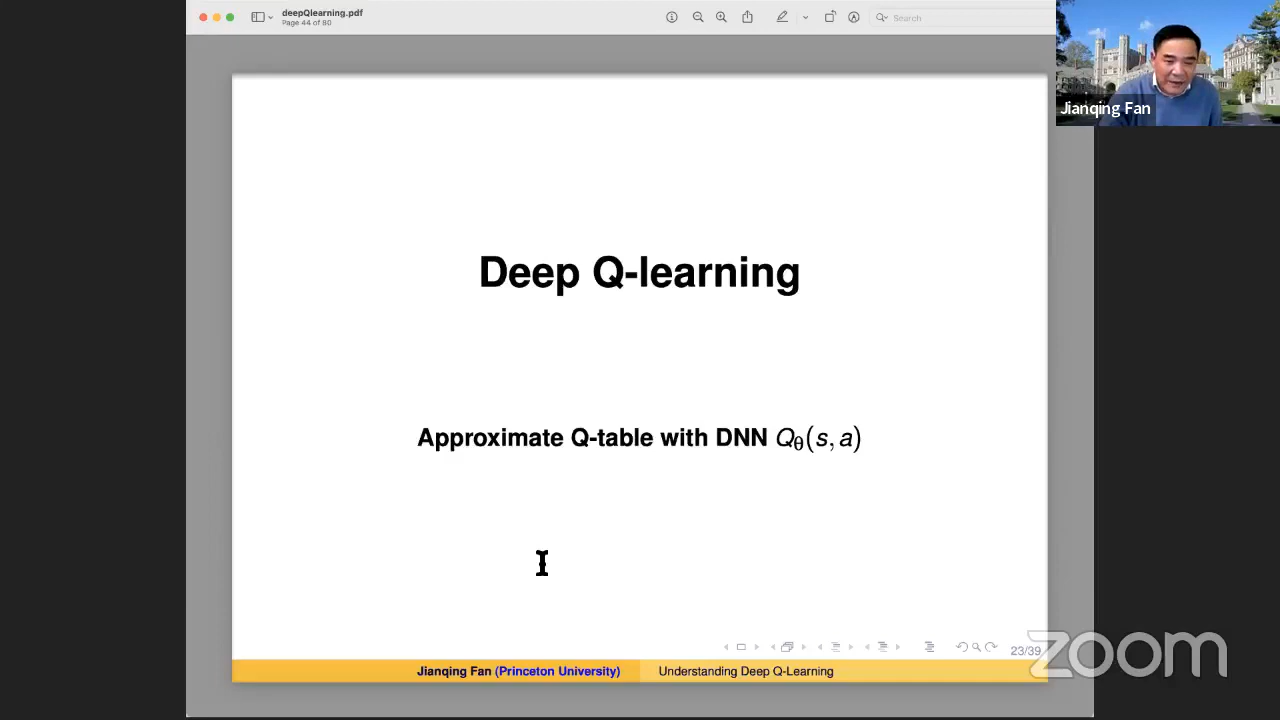 deepQlearning.pdf
Page 44 of 80
Search
Jianqing Fan
Deep Q-learning
Approximate Q-table with DNN Qθ(s, a)
23/39
Jianqing Fan (Princeton University) Understanding Deep Q-Learning
zoom